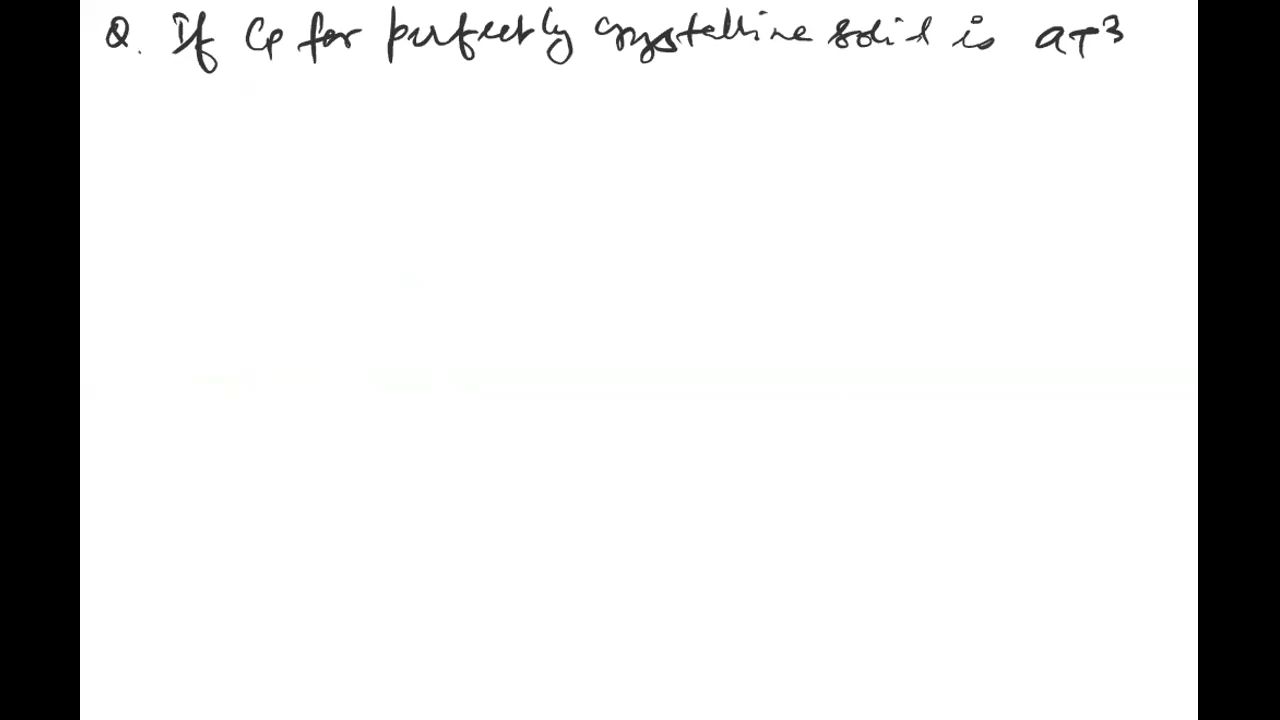 Q. If Cp for perfectly crystalline solid is aT3